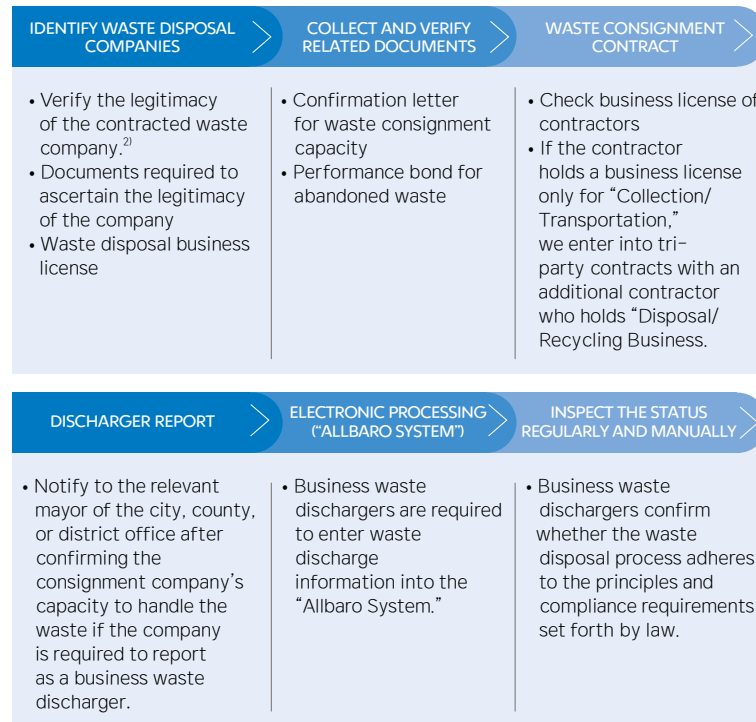 IDENTIFY WASTE DISPOSAL
COMPANIES
COLLECT AND VERIFY
RELATED DOCUMENTS
WASTE CONSIGNMENT
CONTRACT
• Verify the legitimacy
of the contracted waste
company.2)
• Documents required to
ascertain the legitimacy
of the company
• Waste disposal business
license
• Confirmation letter
for waste consignment
capacity
• Performance bond for
abandoned waste
• Check business license of
contractors
• If the contractor
holds a business license
only for “Collection/
Transportation,”
we enter into tri-
party contracts with an
additional contractor
who holds “Disposal/
Recycling Business.
DISCHARGER REPORT
ELECTRONIC PROCESSING
(“ALLBARO SYSTEM”)
INSPECT THE STATUS
REGULARLY AND MANUALLY
• Notify to the relevant
mayor of the city, county,
or district office after
confirming the
consignment company’s
capacity to handle the
waste if the company
is required to report
as a business waste
discharger.
• Business waste
dischargers are required
to enter waste
discharge
information into the
“Allbaro System.”
• Business waste
dischargers confirm
whether the waste
disposal process adheres
to the principles and
compliance requirements
set forth by law.